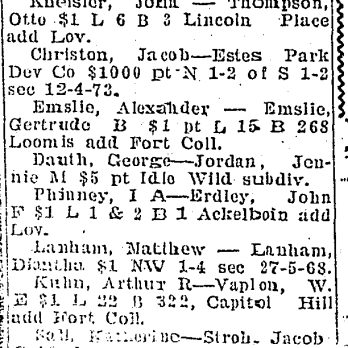 Kneisler, John — Thompson,
Otto $1 L 6 B 3 Lincoln Place
add Lov.
Christon, Jacob—Estes Park
Dev Co $1000 pt N 1-2 of S 1-2
sec 12-4-73.
Emslie, Alexander — Emslie,
Gertrude B $1 pt L 15 B 268
Loomis add Fort Coll.
Dauth, George—Jordan, Jen-
nie M $5 pt Idle Wild subdiv.
Phinney, I A—Erdley, John
F $1 L 1 & 2 B 1 Ackelboin add
Lov.
Lanham, Matthew — Lanham,
Diantha $1 NW 1-4 sec 27-5-68.
Kuhn, Arthur R—Vaplon, W.
E $1 L 22 B 322, Capitol Hill
add Fort Coll.
Katherine—Stroh, Jacob